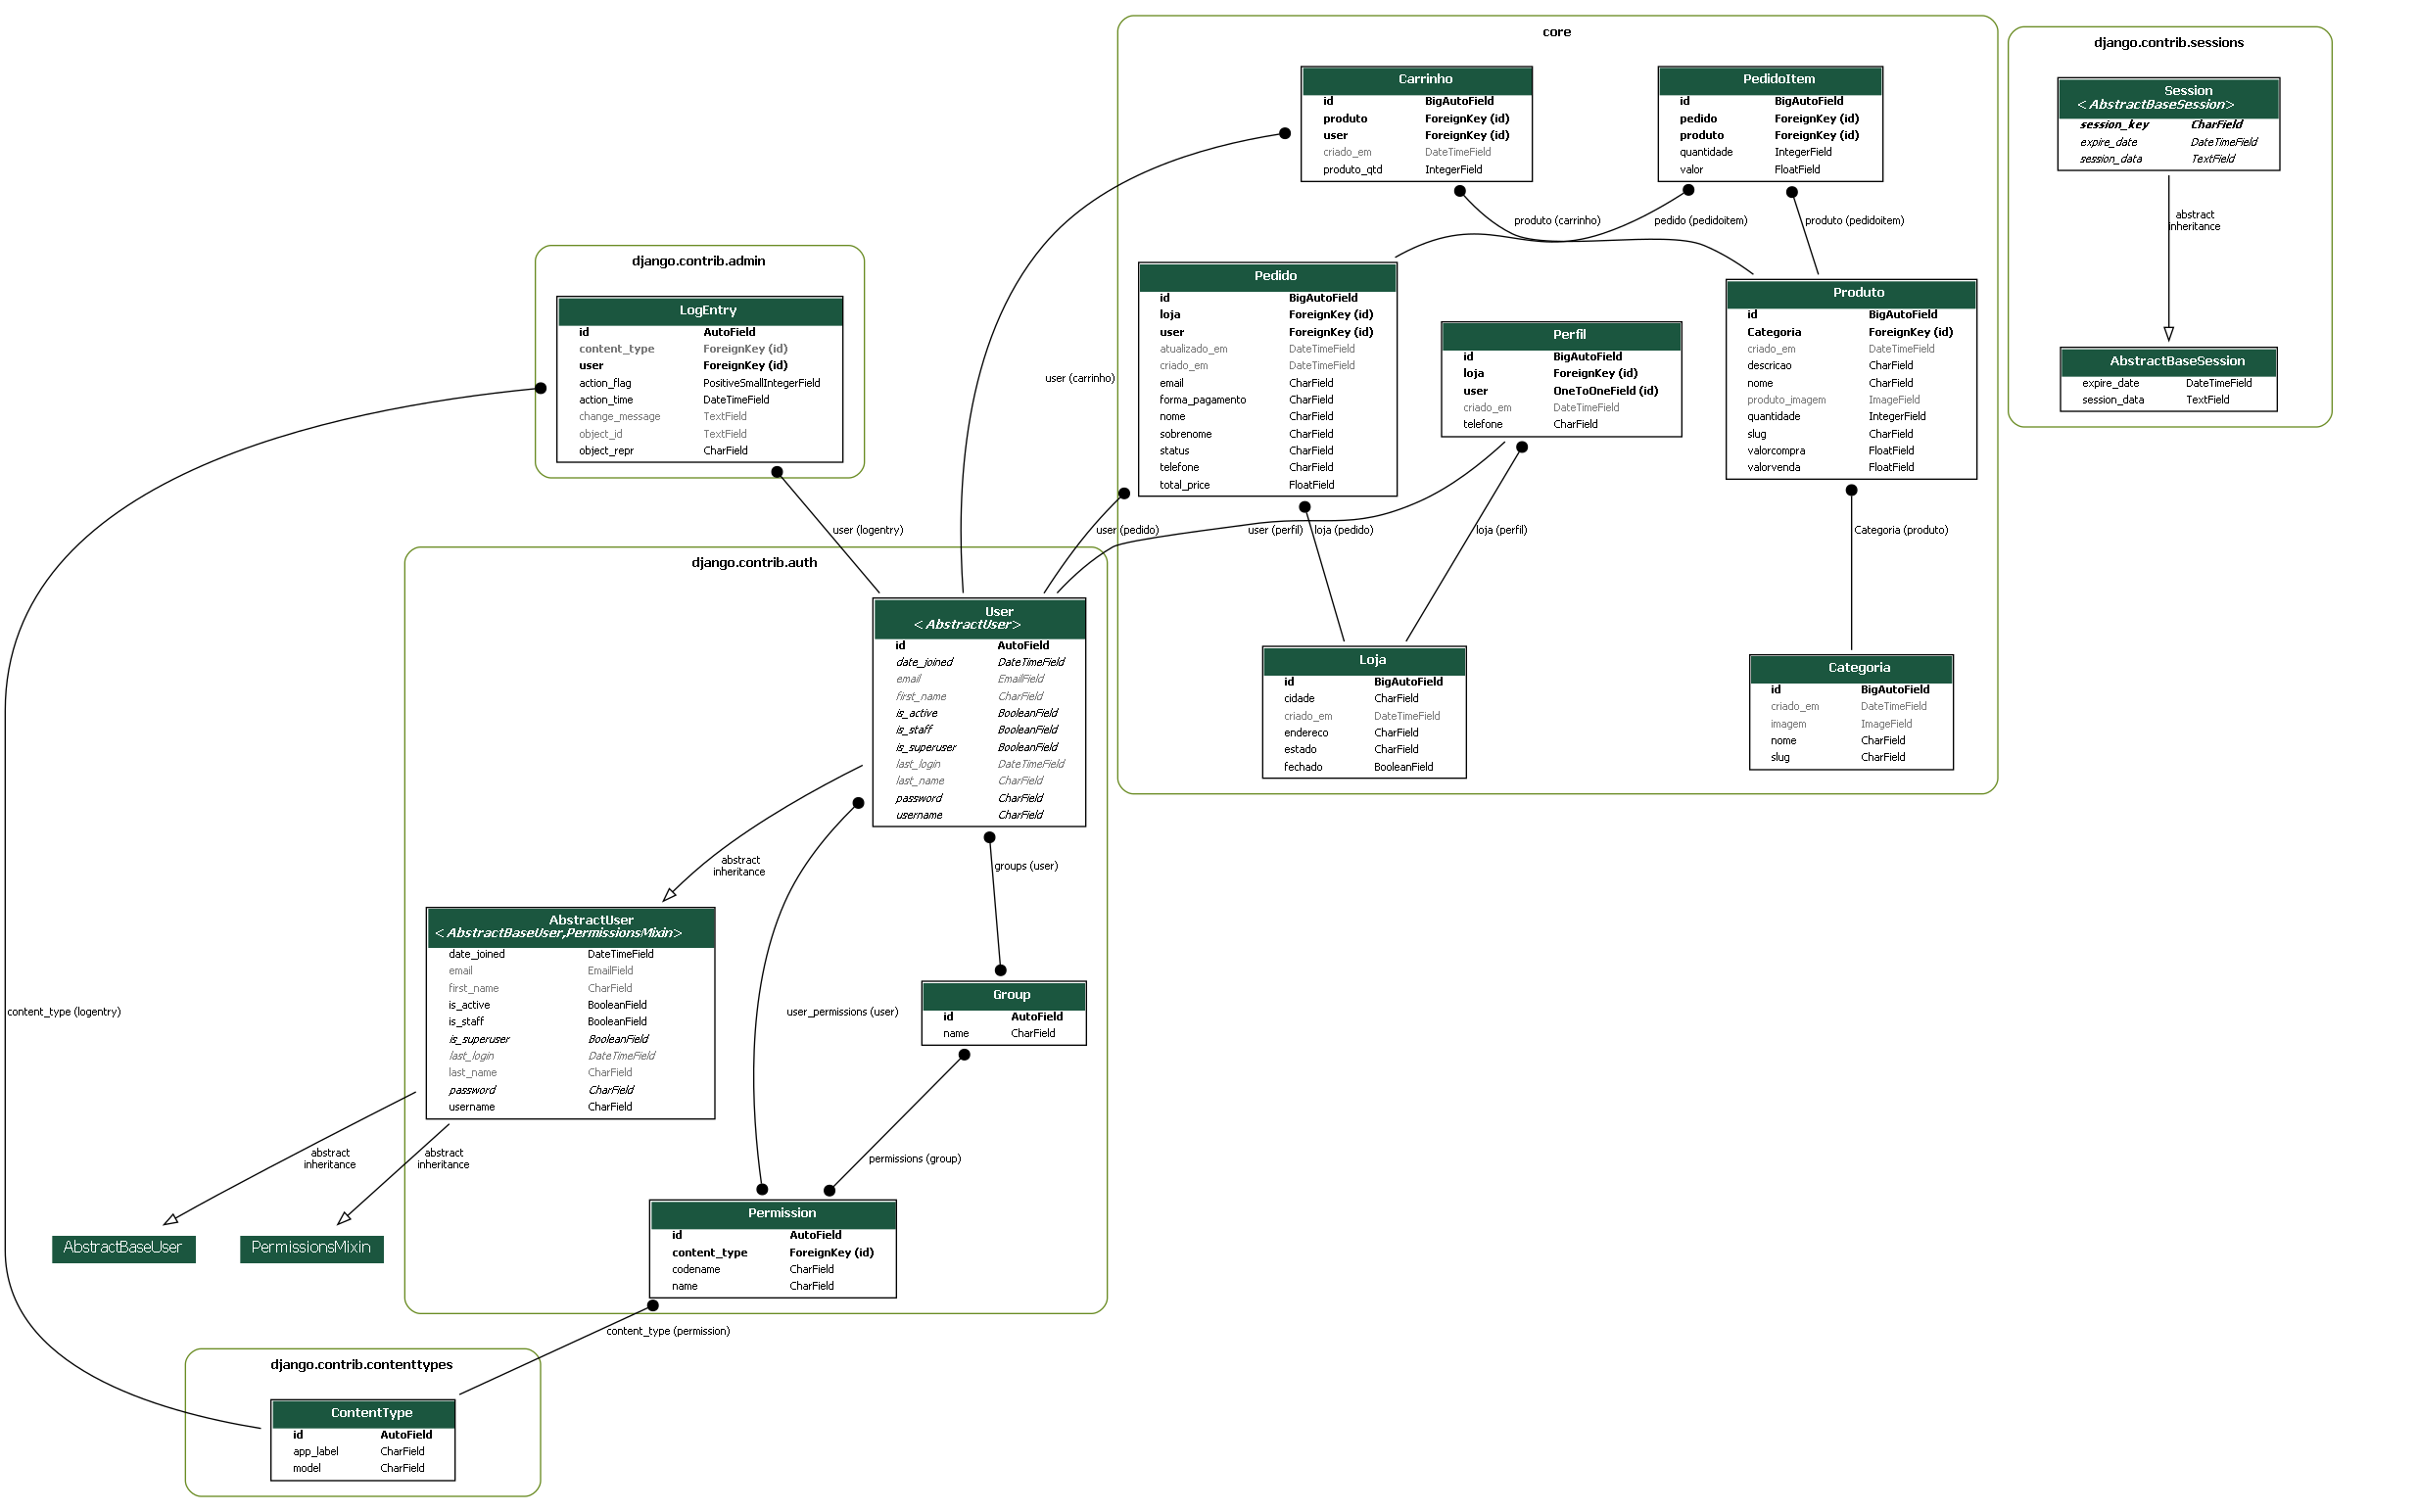 core
Carrinho
id BigAutoField
produto ForeignKey (id)
user ForeignKey (id)
criado_em DateTimeField
produto_qtd IntegerField
PedidoItem
id BigAutoField
pedido ForeignKey (id)
produto ForeignKey (id)
quantidade IntegerField
valor FloatField
produto (carrinho)
pedido (pedidoitem)
produto (pedidoitem)
Pedido
id BigAutoField
loja ForeignKey (id)
user ForeignKey (id)
atualizado_em DateTimeField
criado_em DateTimeField
email CharField
forma_pagamento CharField
nome CharField
sobrenome CharField
status CharField
telefone CharField
total_price FloatField
Perfil
id BigAutoField
loja ForeignKey (id)
user OneToOneField (id)
criado_em DateTimeField
telefone CharField
Produto
id BigAutoField
Categoria ForeignKey (id)
criado_em DateTimeField
descricao CharField
nome CharField
produto_imagem ImageField
quantidade IntegerField
slug CharField
valorcompra FloatField
valorvenda FloatField
user (carrinho)
user (pedido)
user (perfil)
loja (pedido)
loja (perfil)
Categoria (produto)
Loja
id BigAutoField
cidade CharField
criado_em DateTimeField
endereco CharField
estado CharField
fechado BooleanField
Categoria
id BigAutoField
criado_em DateTimeField
imagem ImageField
nome CharField
slug CharField
django.contrib.sessions
Session
<AbstractBaseSession>
session_key CharField
expire_date DateTimeField
session_data TextField
abstract
inheritance
AbstractBaseSession
expire_date DateTimeField
session_data TextField
django.contrib.admin
LogEntry
id AutoField
content_type ForeignKey (id)
user ForeignKey (id)
action_flag PositiveSmallIntegerField
action_time DateTimeField
change_message TextField
object_id TextField
object_repr CharField
user (logentry)
django.contrib.auth
User
<AbstractUser>
id AutoField
date_joined DateTimeField
email EmailField
first_name CharField
is_active BooleanField
is_staff BooleanField
is_superuser BooleanField
last_login DateTimeField
last_name CharField
password CharField
username CharField
abstract
inheritance
groups (user)
AbstractUser
<AbstractBaseUser,PermissionsMixin>
date_joined DateTimeField
email EmailField
first_name CharField
is_active BooleanField
is_staff BooleanField
is_superuser BooleanField
last_login DateTimeField
last_name CharField
password CharField
username CharField
user_permissions (user)
Group
id AutoField
name CharField
content_type (logentry)
abstract
inheritance
abstract
inheritance
permissions (group)
AbstractBaseUser
PermissionsMixin
Permission
id AutoField
content_type ForeignKey (id)
codename CharField
name CharField
content_type (permission)
django.contrib.contenttypes
ContentType
id AutoField
app_label CharField
model CharField